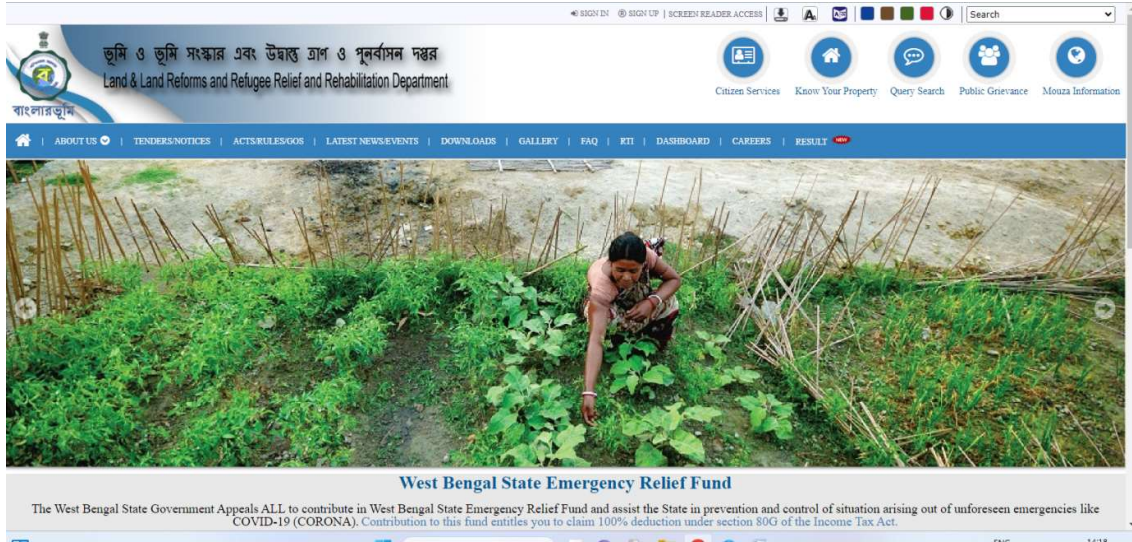 SIGN IN SIGN UP | SCREEN READER ACCESS | A A Search
ভূমি ও ভূমি সংস্কার এবং উদ্বাস্তু ত্রাণ ও পুনর্বাসন দপ্তর
Land & Land Reforms and Refugee Relief and Rehabilitation Department
বাংলারভূমি
Citizen Services Know Your Property Query Search Public Grievance Mouza Information
| ABOUT US | TENDERS/NOTICES | ACTS/RULES/GOS | LATEST NEWS/EVENTS | DOWNLOADS | GALLERY | FAQ | RTI | DASHBOARD | CAREERS | RESULT NEW
West Bengal State Emergency Relief Fund
The West Bengal State Government Appeals ALL to contribute in West Bengal State Emergency Relief Fund and assist the State in prevention and control of situation arising out of unforeseen emergencies like
COVID-19 (CORONA). Contribution to this fund entitles you to claim 100% deduction under section 80G of the Income Tax Act.